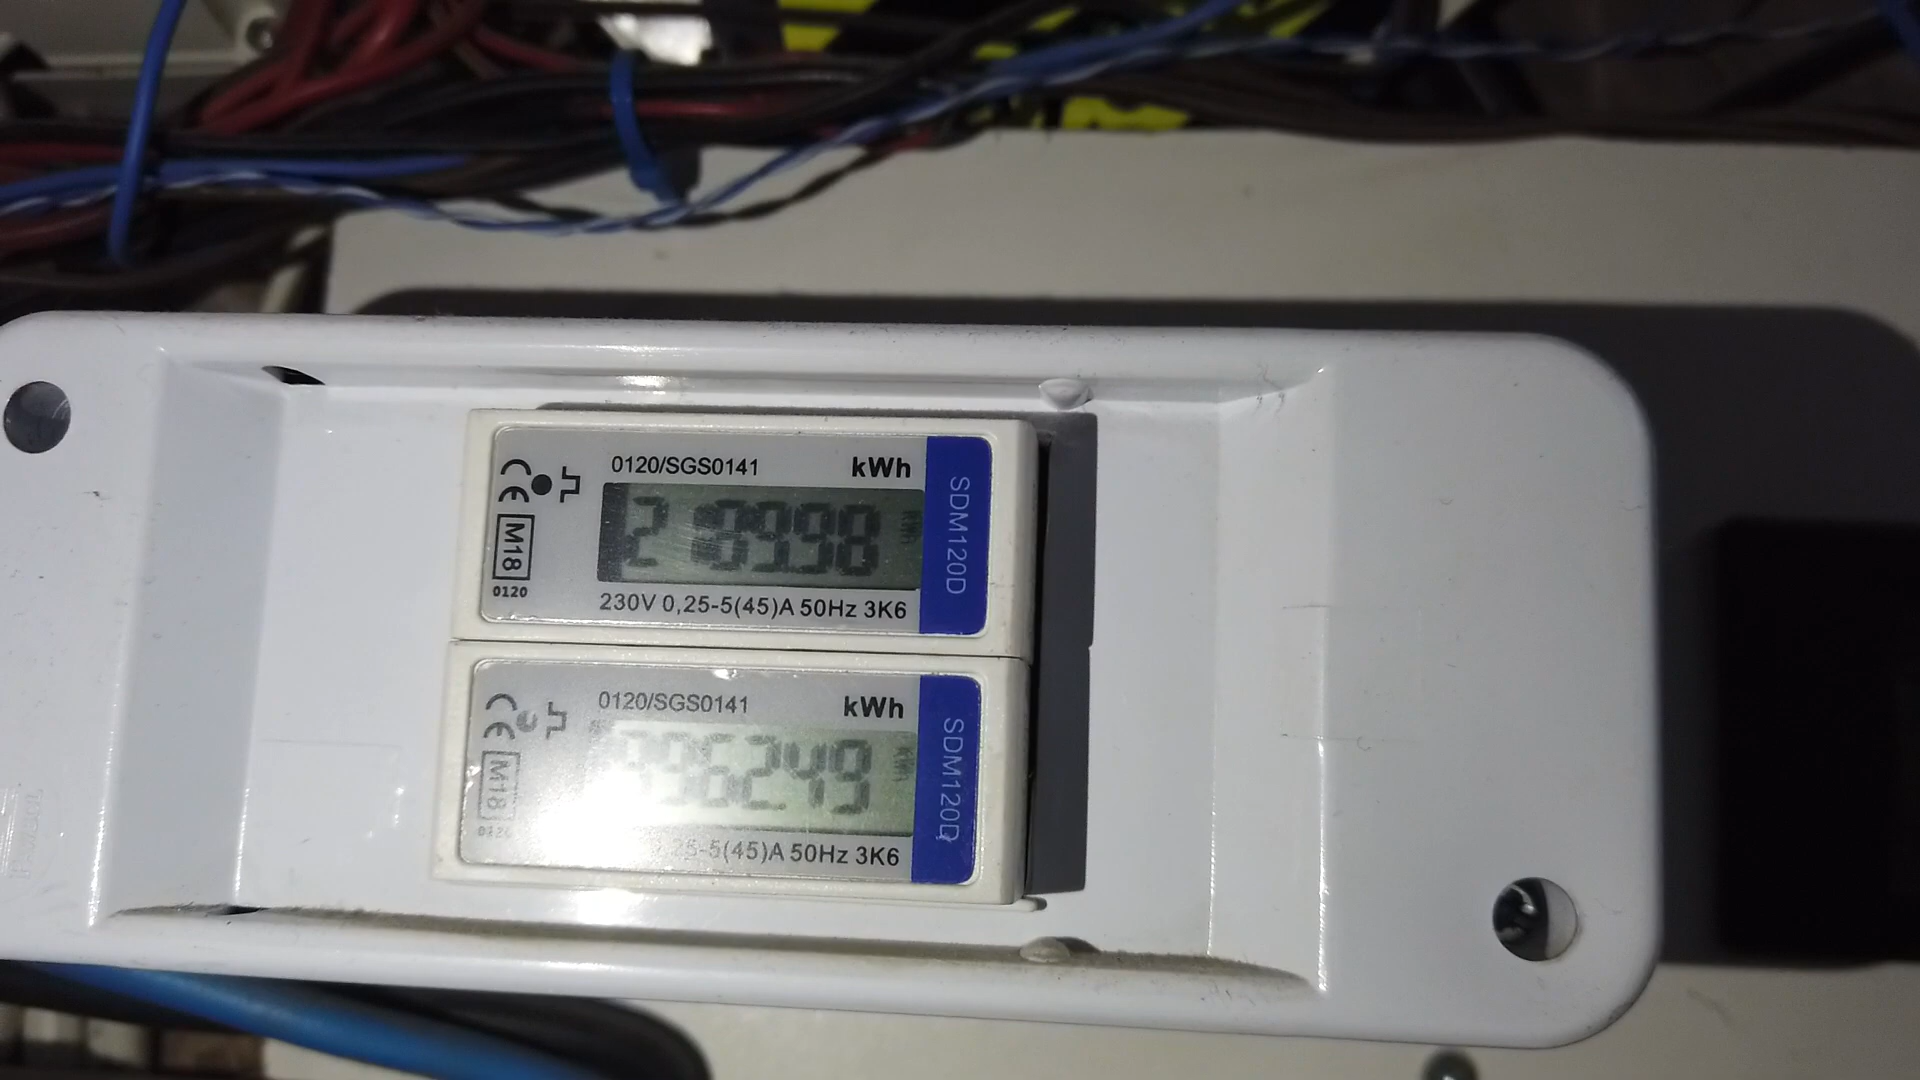 0120/SGS0141 kWh
M18
0120
230V 0,25-5(45)A 50Hz 3K6
SDM120D
0120/SGS0141 kWh
96249
M18
25-5(45)A 50Hz 3K6
SDM120D